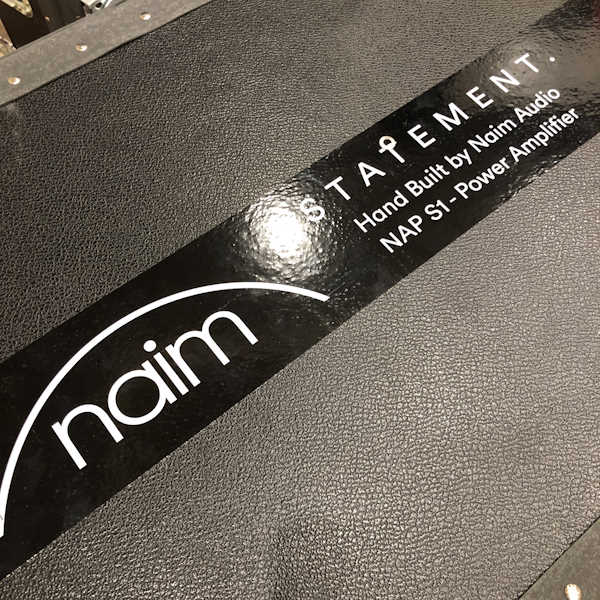 naim
STATEMENT.
Hand Built by Naim Audio
NAP S1 - Power Amplifier